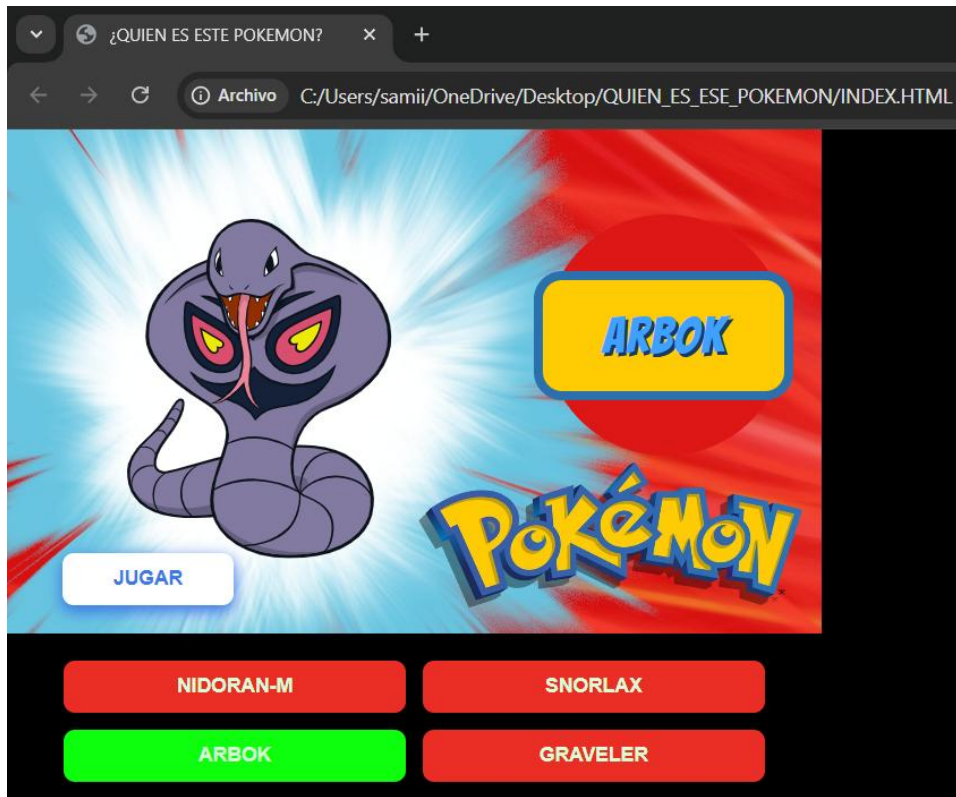 ¿QUIEN ES ESTE POKEMON?
Archivo C:/Users/samii/OneDrive/Desktop/QUIEN_ES_ESE_POKEMON/INDEX.HTML
ARBOK
POKéMON
JUGAR
NIDORAN-M SNORLAX
ARBOK GRAVELER